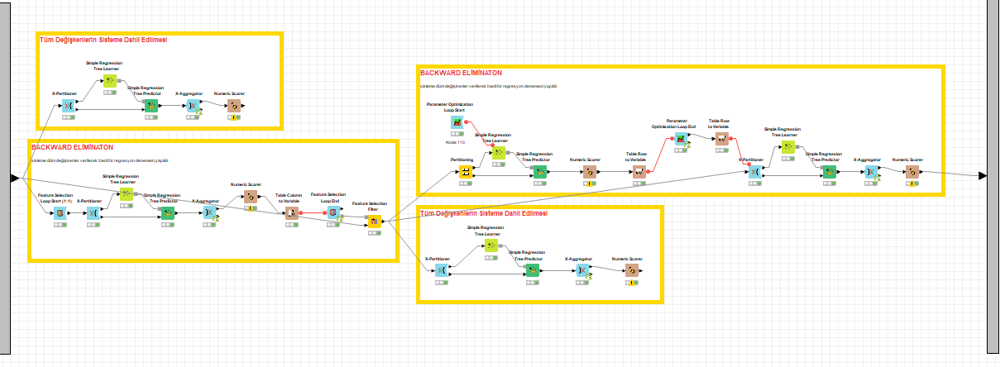 Tüm Değişkenlerin Sisteme Dahil Edilmesi
Simple Regression
Tree Learner
X-Partitioner
Simple Regression
Tree Predictor
X-Aggregator
Numeric Scorer
BACKWARD ELİMİNATON
sisteme düm değişkenler verilerek basit bir regresyon denemesi yapıldı
Simple Regression
Tree Learner
Feature Selection
Loop Start (1:1)
X-Partitioner
Simple Regression
Tree Predictor
X-Aggregator
Numeric Scorer
Table Column
to Variable
Feature Selection
Loop End
Feature Selection
Filter
BACKWARD ELİMİNATON
sisteme düm değişkenler verilerek basit bir regresyon denemesi yapıldı
Parameter Optimization
Loop Start
Node 110
Simple Regression
Tree Learner
Partitioning
Simple Regression
Tree Predictor
Numeric Scorer
Table Row
to Variable
Parameter
Optimization Loop End
Table Row
to Variable
X-Partitioner
Simple Regression
Tree Learner
Simple Regression
Tree Predictor
X-Aggregator
Numeric Scorer
Tüm Değişkenlerin Sisteme Dahil Edilmesi
Simple Regression
Tree Learner
X-Partitioner
Simple Regression
Tree Predictor
X-Aggregator
Numeric Scorer